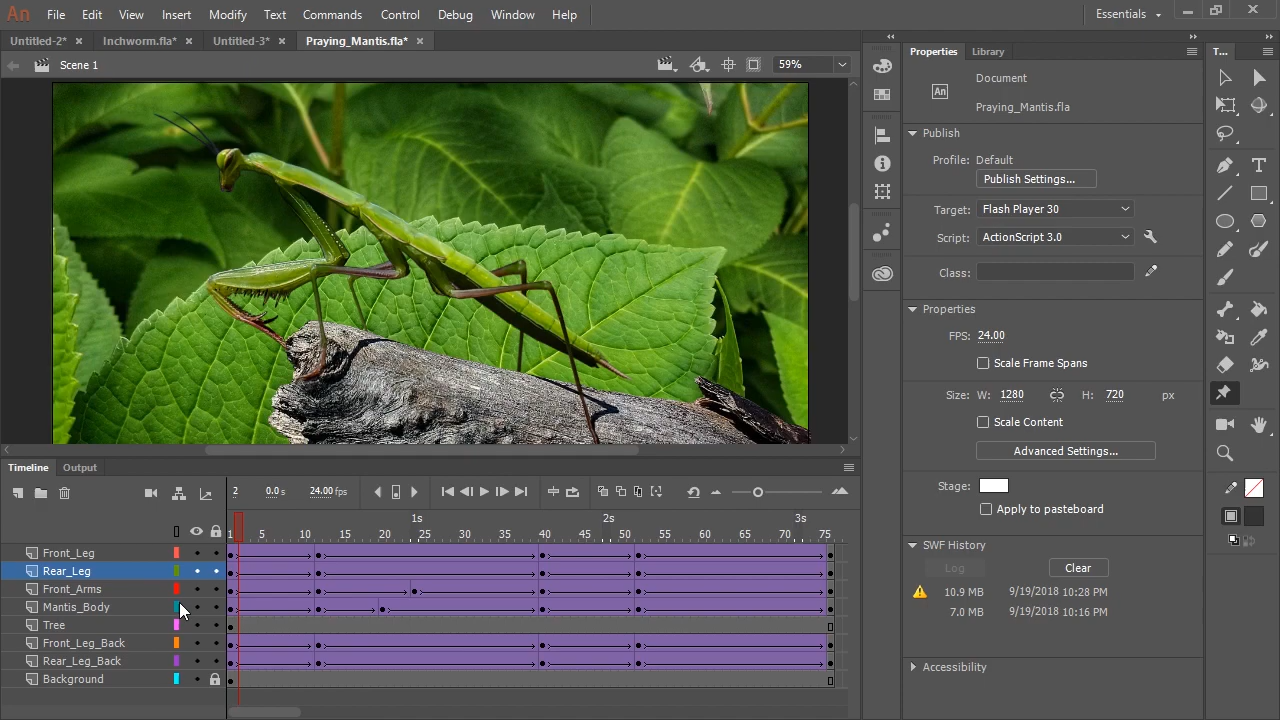 An File Edit View Insert Modify Text Commands Control Debug Window Help Essentials
Untitled-2* Inchworm.fla* Untitled-3* Praying_Mantis.fla*
Scene 1 59%
Properties Library T...
Document
An Praying_Mantis.fla
Publish
Profile: Default
Publish Settings...
Target: Flash Player 30
Script: ActionScript 3.0
Class:
Properties
FPS: 24.00
Scale Frame Spans
Size: W: 1280 H: 720 px
Scale Content
Advanced Settings...
Stage:
Apply to pasteboard
SWF History
Log Clear
10.9 MB 9/19/2018 10:28 PM
7.0 MB 9/19/2018 10:16 PM
Accessibility
Timeline Output
2 0.0 s 24.00 fps
1s 2s 3s
1 5 10 15 20 25 30 35 40 45 50 55 60 65 70 75
Front_Leg
Rear_Leg
Front_Arms
Mantis_Body
Tree
Front_Leg_Back
Rear_Leg_Back
Background